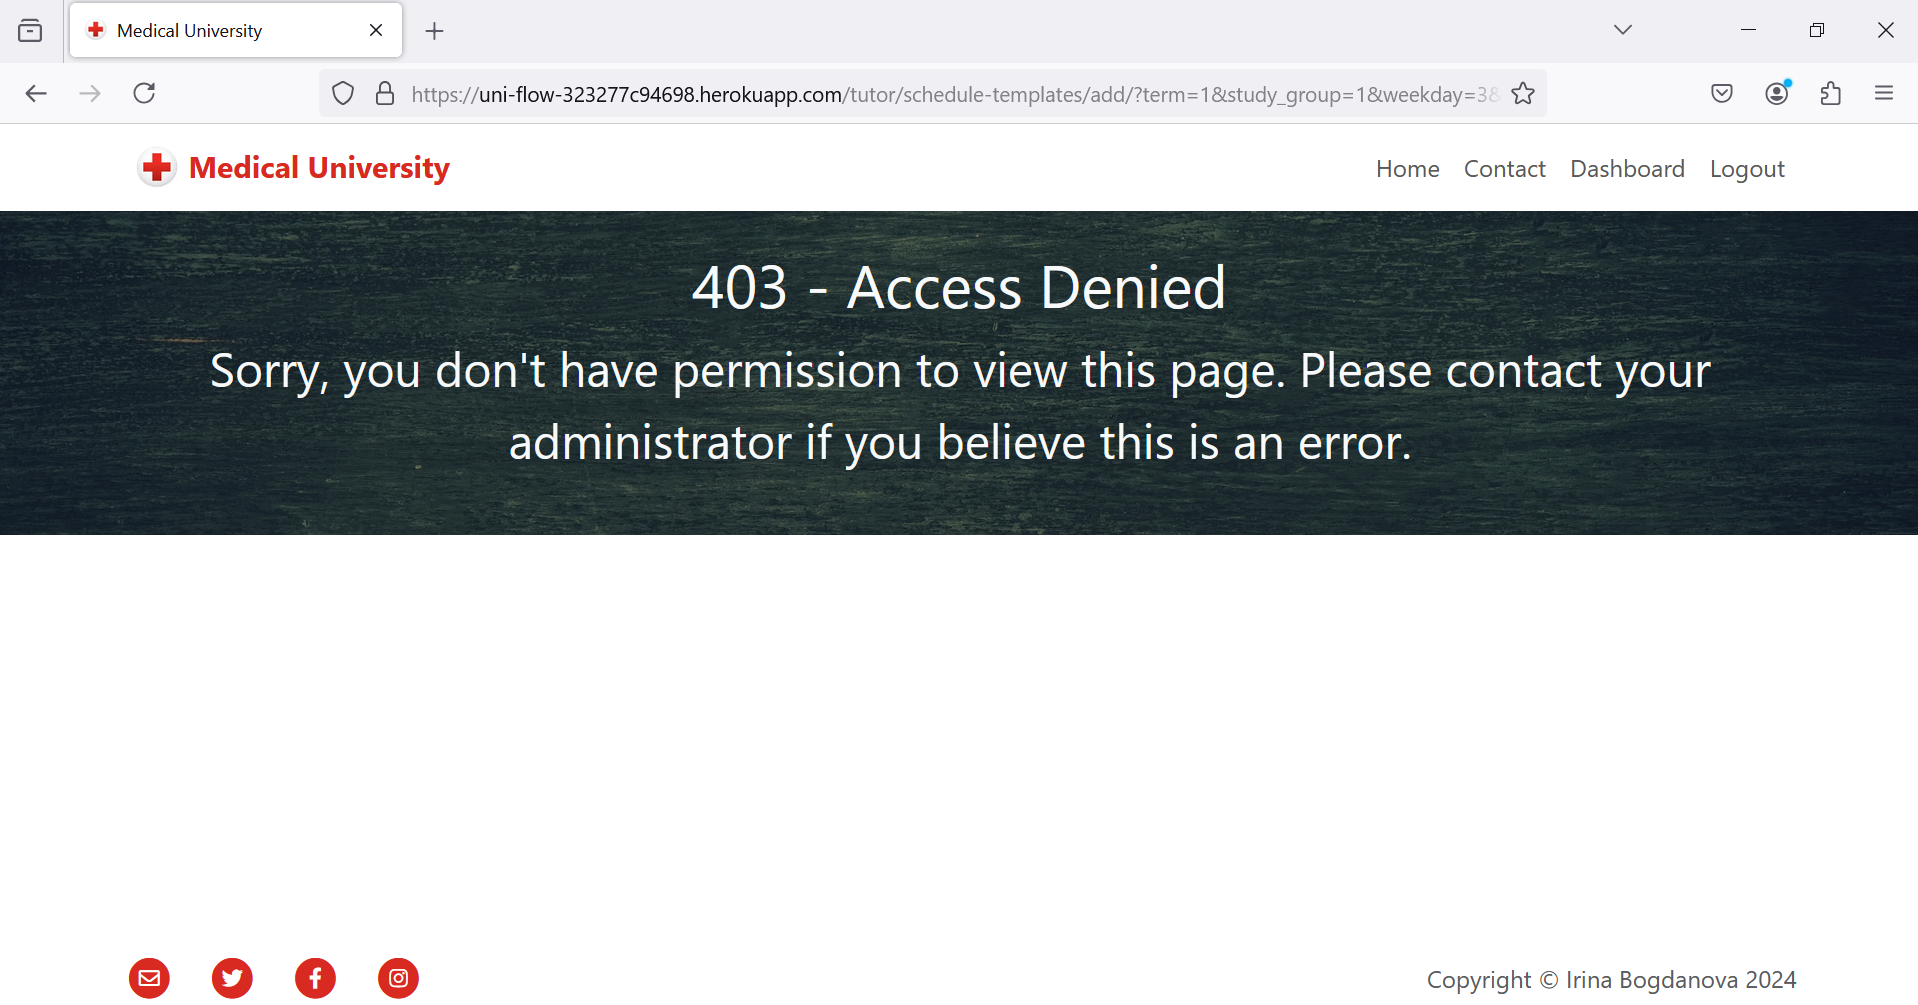 Medical University
https://uni-flow-323277c94698.herokuapp.com/tutor/schedule-templates/add/?term=1&study_group=1&weekday=3&
Medical University
Home Contact Dashboard Logout
403 - Access Denied
Sorry, you don't have permission to view this page. Please contact your
administrator if you believe this is an error.
Copyright © Irina Bogdanova 2024